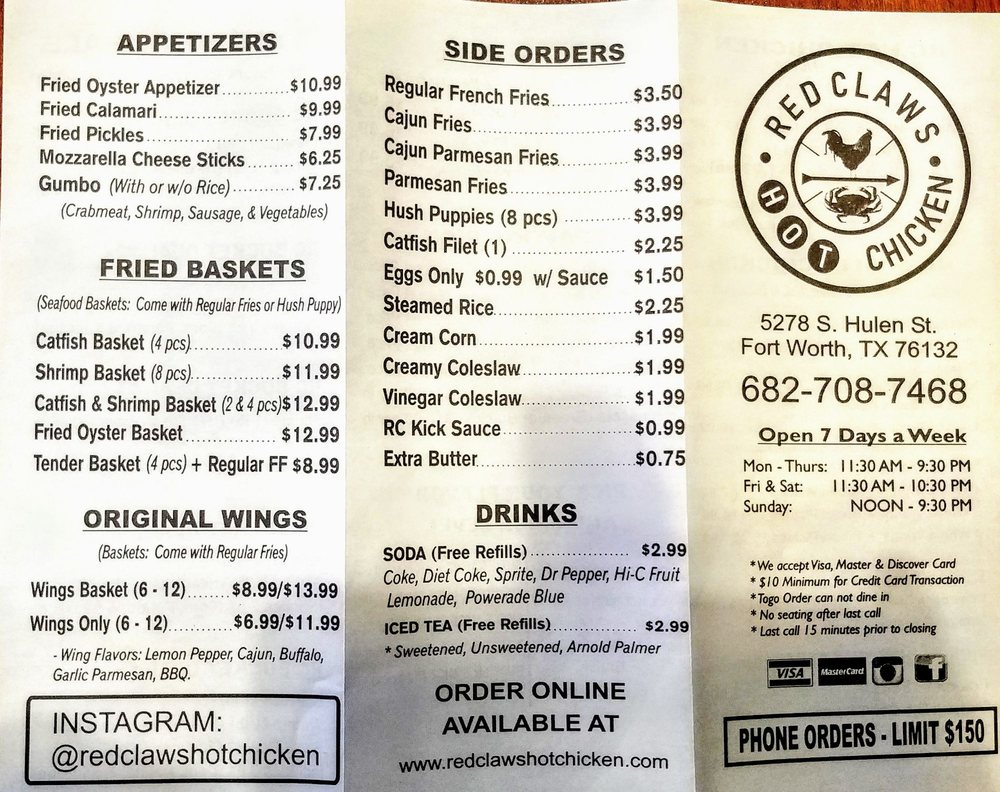 APPETIZERS
Fried Oyster Appetizer.............$10.99
Fried Calamari........................ $9.99
Fried Pickles........................... $7.99
Mozzarella Cheese Sticks......... $6.25
Gumbo (With or w/o Rice)............ $7.25
(Crabmeat, Shrimp, Sausage, & Vegetables)
FRIED BASKETS
(Seafood Baskets: Come with Regular Fries or Hush Puppy)
Catfish Basket (4 pcs)................ $10.99
Shrimp Basket (8 pcs)................. $11.99
Catfish & Shrimp Basket (2 & 4 pcs)$12.99
Fried Oyster Basket................ $12.99
Tender Basket (4 pcs) + Regular FF $8.99
ORIGINAL WINGS
(Baskets: Come with Regular Fries)
Wings Basket (6 - 12)........$8.99/$13.99
Wings Only (6 - 12)...........$6.99/$11.99
- Wing Flavors: Lemon Pepper, Cajun, Buffalo,
Garlic Parmesan, BBQ.
INSTAGRAM:
@redclawshotchicken
SIDE ORDERS
Regular French Fries.............. $3.50
Cajun Fries............................. $3.99
Cajun Parmesan Fries............. $3.99
Parmesan Fries....................... $3.99
Hush Puppies (8 pcs) ............. $3.99
Catfish Filet (1) ..................... $2.25
Eggs Only $0.99 w/ Sauce $1.50
Steamed Rice......................... $2.25
Cream Corn............................ $1.99
Creamy Coleslaw.................... $1.99
Vinegar Coleslaw.................... $1.99
RC Kick Sauce........................ $0.99
Extra Butter............................$0.75
DRINKS
SODA (Free Refills).................. $2.99
Coke, Diet Coke, Sprite, Dr Pepper, Hi-C Fruit
Lemonade, Powerade Blue
ICED TEA (Free Refills)............... $2.99
* Sweetened, Unsweetened, Arnold Palmer
ORDER ONLINE
AVAILABLE AT
www.redclawshotchicken.com
RED CLAWS
HOT CHICKEN
5278 S. Hulen St.
Fort Worth, TX 76132
682-708-7468
Open 7 Days a Week
Mon - Thurs: 11:30 AM - 9:30 PM
Fri & Sat: 11:30 AM - 10:30 PM
Sunday: NOON - 9:30 PM
* We accept Visa, Master & Discover Card
* $10 Minimum for Credit Card Transaction
* Togo Order can not dine in
* No seating after last call
* Last call 15 minutes prior to closing
VISA MasterCard f
PHONE ORDERS - LIMIT $150